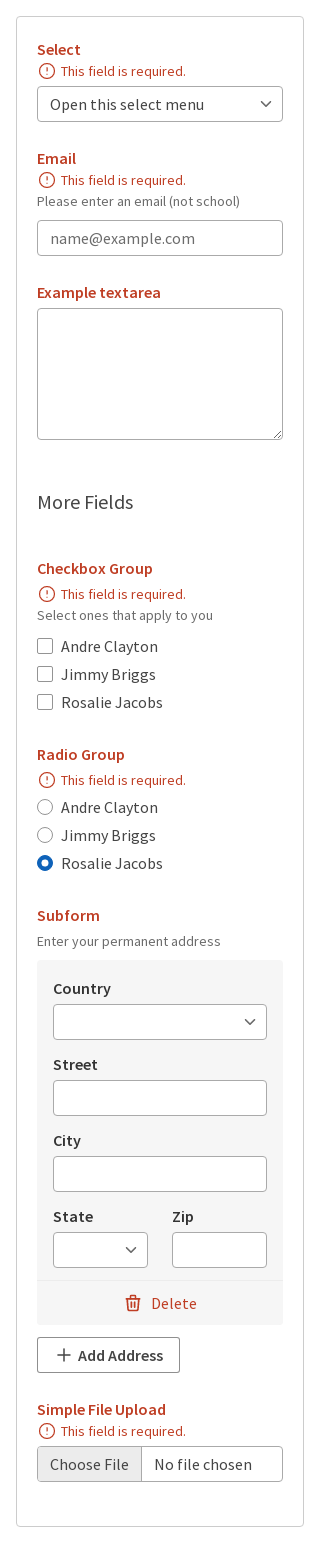 Select
This field is required.
Open this select menu
Email
This field is required.
Please enter an email (not school)
name@example.com
Example textarea
More Fields
Checkbox Group
This field is required.
Select ones that apply to you
Andre Clayton
Jimmy Briggs
Rosalie Jacobs
Radio Group
This field is required.
Andre Clayton
Jimmy Briggs
Rosalie Jacobs
Subform
Enter your permanent address
Country
Street
City
State Zip
Delete
Add Address
Simple File Upload
This field is required.
Choose File No file chosen